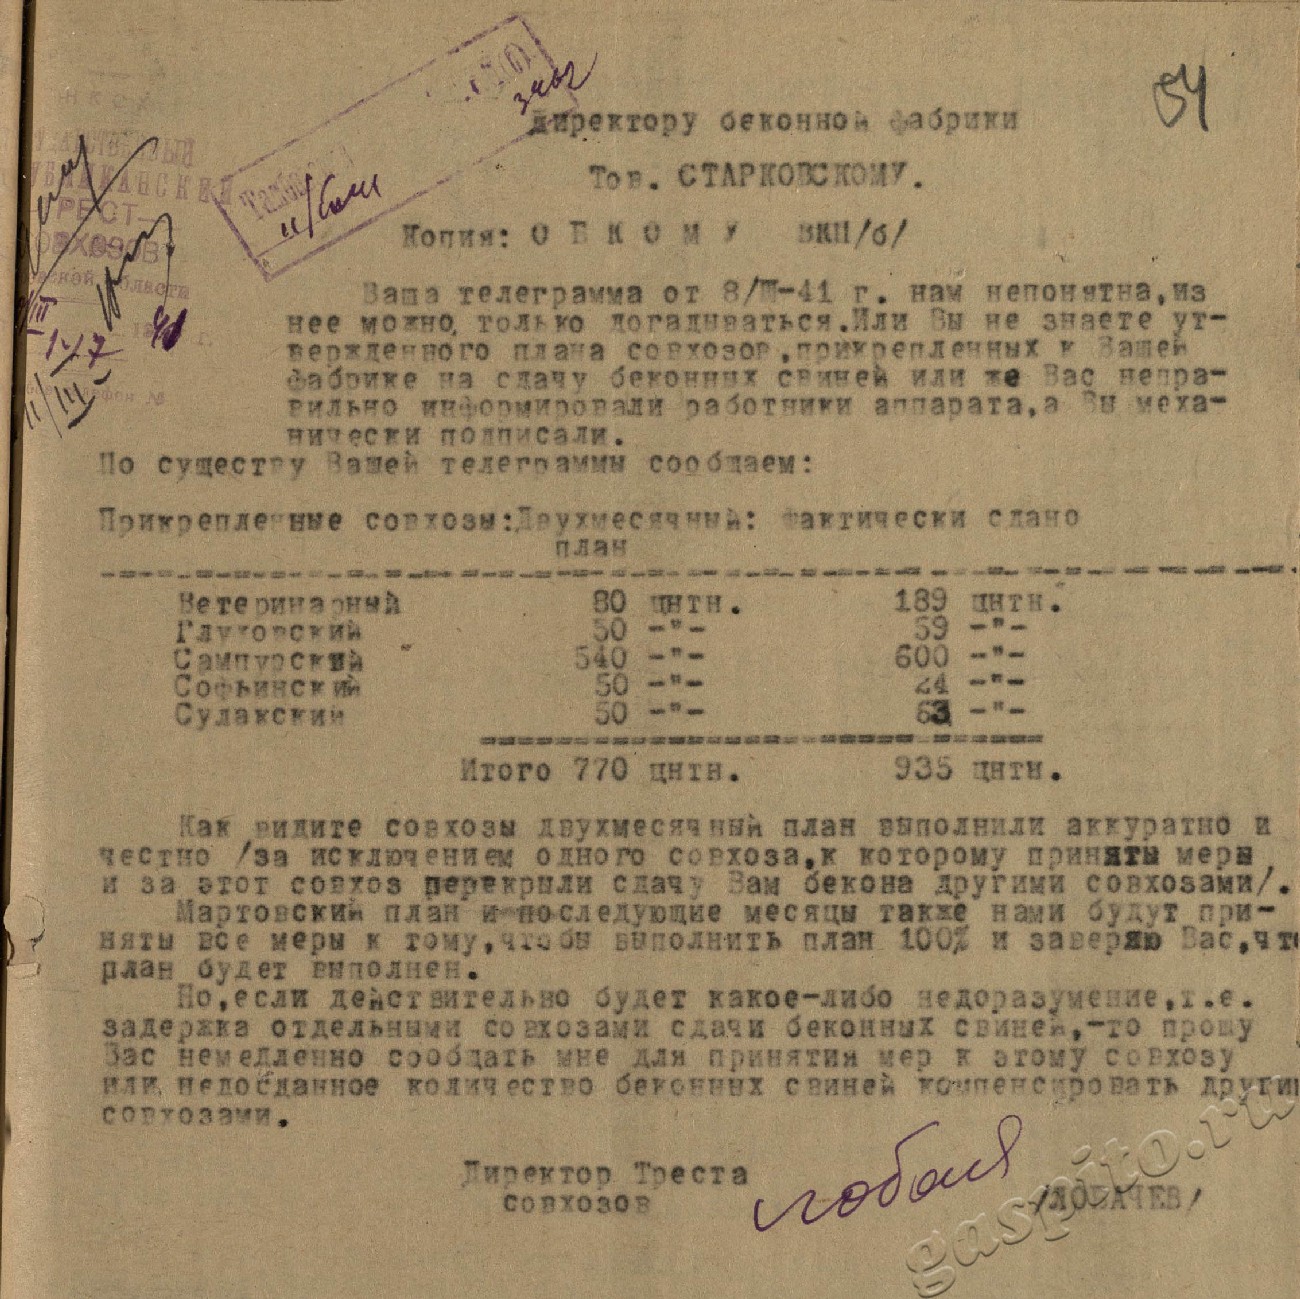 54
Н К С Х
ТРЕСТ
СОВХОЗОВ
области
147
11/III
3462
11/
Директору беконной фабрики
Тов. СТАРКОВСКОМУ.
Копия: О Б К О М У ВКП/б/
Ваша телеграмма от 8/Ш-41 г. нам непонятна,из
нее можно, только догадываться.Или Вы не знаете ут-
вержденного плана совхозов,прикрепленных к Вашей
фабрике на сдачу беконных свиней или же Вас непра-
вильно информировали работники аппарата,а Вы меха-
нически подписали.
По существу Вашей телеграммы сообщаем:
Прикрепленные совхозы:Двухмесячный: фактически сдано
план
Ветеринарный 80 цнтн. 189 цнтн.
Глуховский 50 -"- 59 -"-
Сампурский 540 -"- 600 -"-
Софьинский 50 -"- 24 -"-
Сулакский 50 -"- 63 -"-
Итого 770 цнтн. 935 цнтн.
Как видите совхозы двухмесячный план выполнили аккуратно и
честно /за исключением одного совхоза,к которому приняты меры
и за этот совхоз перекрыли сдачу Вам бекона другими совхозами/.
Мартовский план и последующие месяцы также нами будут при-
няты все меры к тому,чтобы выполнить план 100% и заверяю Вас,что
план будет выполнен.
Но,если действительно будет какое-либо недоразумение,т.е.
задержка отдельными совхозами сдачи беконных свиней,-то прошу
Вас немедленно сообщать мне для принятия мер к этому совхозу
или недосданное количество беконных свиней компенсировать другим
совхозами.
Директор Треста
совхозов /ЛОБАЧЕВ/
gaspito.ru